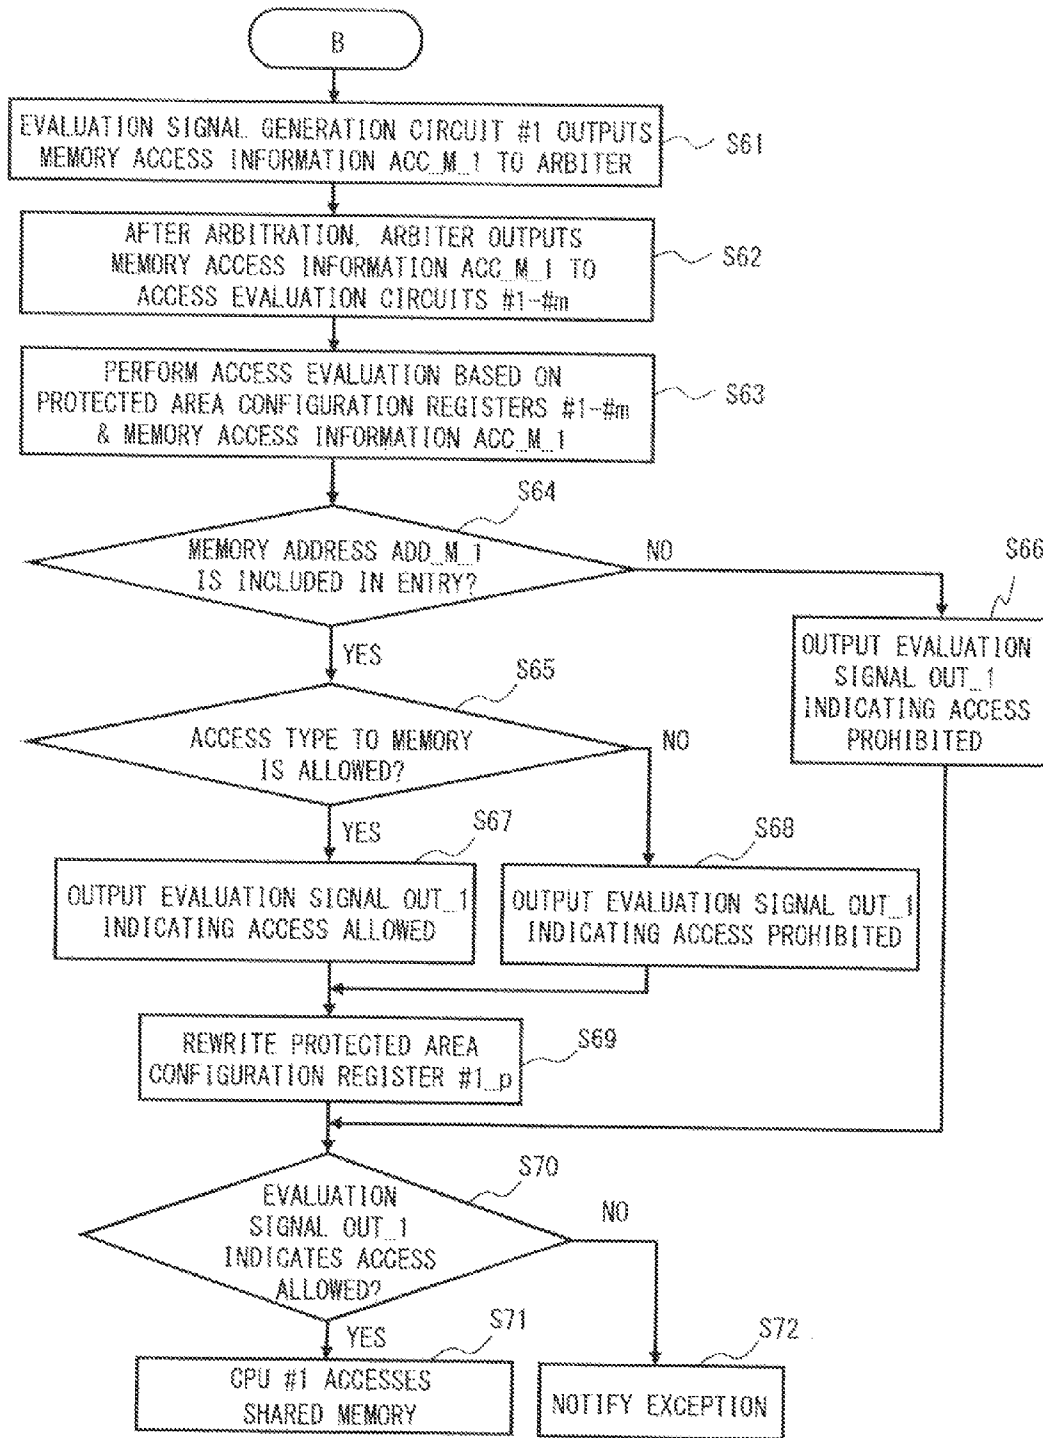 B
EVALUATION SIGNAL GENERATION CIRCUIT #1 OUTPUTS
MEMORY ACCESS INFORMATION ACC_M_1 TO ARBITER
S61
AFTER ARBITRATION, ARBITER OUTPUTS
MEMORY ACCESS INFORMATION ACC_M_1 TO
ACCESS EVALUATION CIRCUITS #1-#m
S62
PERFORM ACCESS EVALUATION BASED ON
PROTECTED AREA CONFIGURATION REGISTERS #1-#m
& MEMORY ACCESS INFORMATION ACC_M_1
S63
S64
MEMORY ADDRESS ADD_M_1
IS INCLUDED IN ENTRY?
NO
YES
S66
OUTPUT EVALUATION
SIGNAL OUT_1
INDICATING ACCESS
PROHIBITED
S65
ACCESS TYPE TO MEMORY
IS ALLOWED?
NO
YES
S67
OUTPUT EVALUATION SIGNAL OUT_1
INDICATING ACCESS ALLOWED
S68
OUTPUT EVALUATION SIGNAL OUT_1
INDICATING ACCESS PROHIBITED
REWRITE PROTECTED AREA
CONFIGURATION REGISTER #1_p
S69
S70
EVALUATION
SIGNAL OUT_1
INDICATES ACCESS
ALLOWED?
NO
YES
S71
CPU #1 ACCESSES
SHARED MEMORY
S72
NOTIFY EXCEPTION